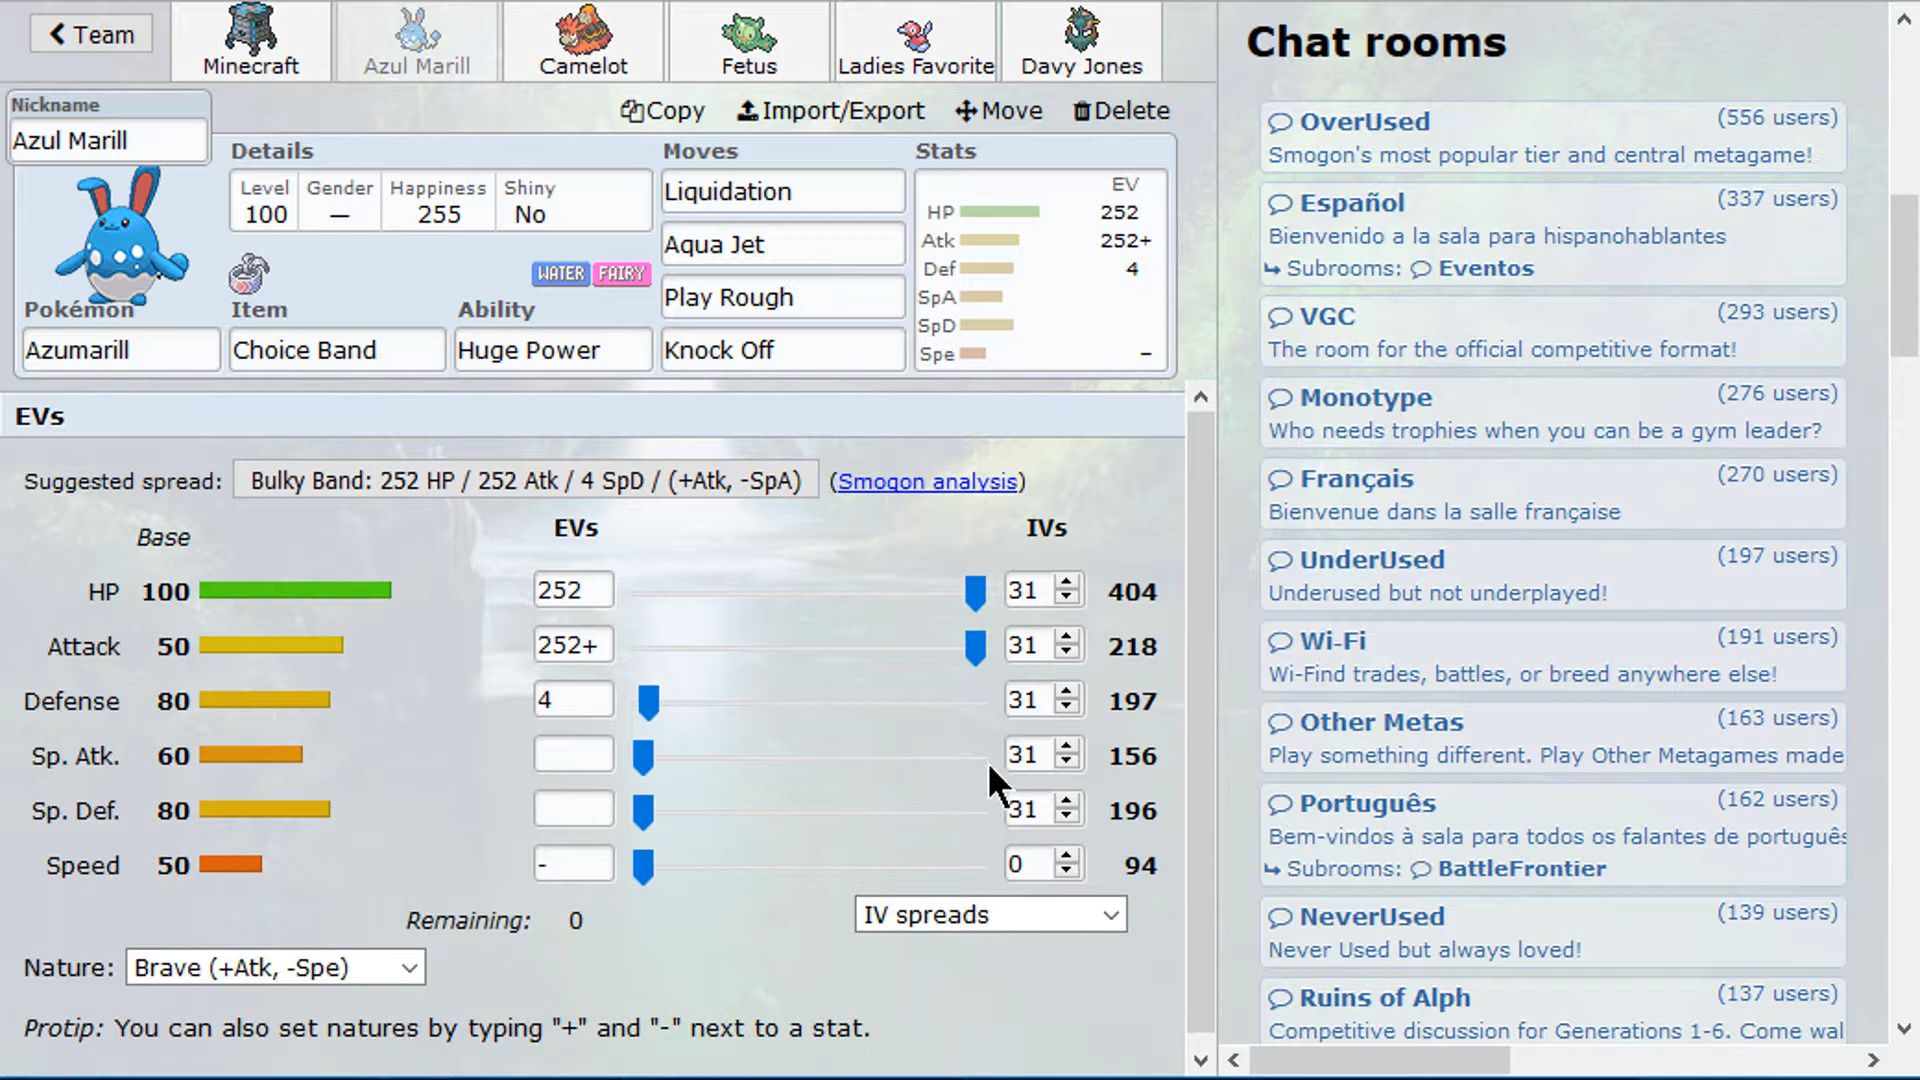 Team
Minecraft
Azul Marill
Camelot
Fetus
Ladies Favorite
Davy Jones
Nickname
Azul Marill
Copy
Import/Export
Move
Delete
Details
Moves
Stats
Level
100
Gender
—
Happiness
255
Shiny
No
WATER FAIRY
Pokémon
Azumarill
Item
Choice Band
Ability
Huge Power
Liquidation
Aqua Jet
Play Rough
Knock Off
EV
HP 252
Atk 252+
Def 4
SpA
SpD
Spe –
EVs
Suggested spread: Bulky Band: 252 HP / 252 Atk / 4 SpD / (+Atk, -SpA) (Smogon analysis)
Base EVs IVs
HP 100 252 31 404
Attack 50 252+ 31 218
Defense 80 4 31 197
Sp. Atk. 60 31 156
Sp. Def. 80 31 196
Speed 50 - 0 94
Remaining: 0
IV spreads
Nature: Brave (+Atk, -Spe)
Protip: You can also set natures by typing "+" and "-" next to a stat.
Chat rooms
OverUsed (556 users)
Smogon's most popular tier and central metagame!
Español (337 users)
Bienvenido a la sala para hispanohablantes
↳ Subrooms: Eventos
VGC (293 users)
The room for the official competitive format!
Monotype (276 users)
Who needs trophies when you can be a gym leader?
Français (270 users)
Bienvenue dans la salle française
UnderUsed (197 users)
Underused but not underplayed!
Wi-Fi (191 users)
Wi-Find trades, battles, or breed anywhere else!
Other Metas (163 users)
Play something different. Play Other Metagames made
Português (162 users)
Bem-vindos à sala para todos os falantes de português
↳ Subrooms: BattleFrontier
NeverUsed (139 users)
Never Used but always loved!
Ruins of Alph (137 users)
Competitive discussion for Generations 1-6. Come wal